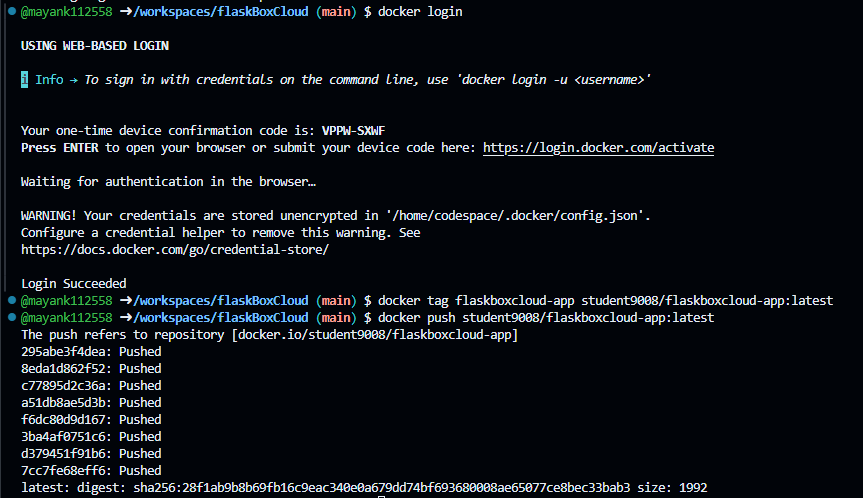 @mayank112558 ➜/workspaces/flaskBoxCloud (main) $ docker login
USING WEB-BASED LOGIN
i Info → To sign in with credentials on the command line, use 'docker login -u <username>'
Your one-time device confirmation code is: VPPW-SXWF
Press ENTER to open your browser or submit your device code here: https://login.docker.com/activate
Waiting for authentication in the browser…
WARNING! Your credentials are stored unencrypted in '/home/codespace/.docker/config.json'.
Configure a credential helper to remove this warning. See
https://docs.docker.com/go/credential-store/
Login Succeeded
@mayank112558 ➜/workspaces/flaskBoxCloud (main) $ docker tag flaskboxcloud-app student9008/flaskboxcloud-app:latest
@mayank112558 ➜/workspaces/flaskBoxCloud (main) $ docker push student9008/flaskboxcloud-app:latest
The push refers to repository [docker.io/student9008/flaskboxcloud-app]
295abe3f4dea: Pushed
8eda1d862f52: Pushed
c77895d2c36a: Pushed
a51db8ae5d3b: Pushed
f6dc80d9d167: Pushed
3ba4af0751c6: Pushed
d379451f91b6: Pushed
7cc7fe68eff6: Pushed
latest: digest: sha256:28f1ab9b8b69fb16c9eac340e0a679dd74bf693680008ae65077ce8bec33bab3 size: 1992